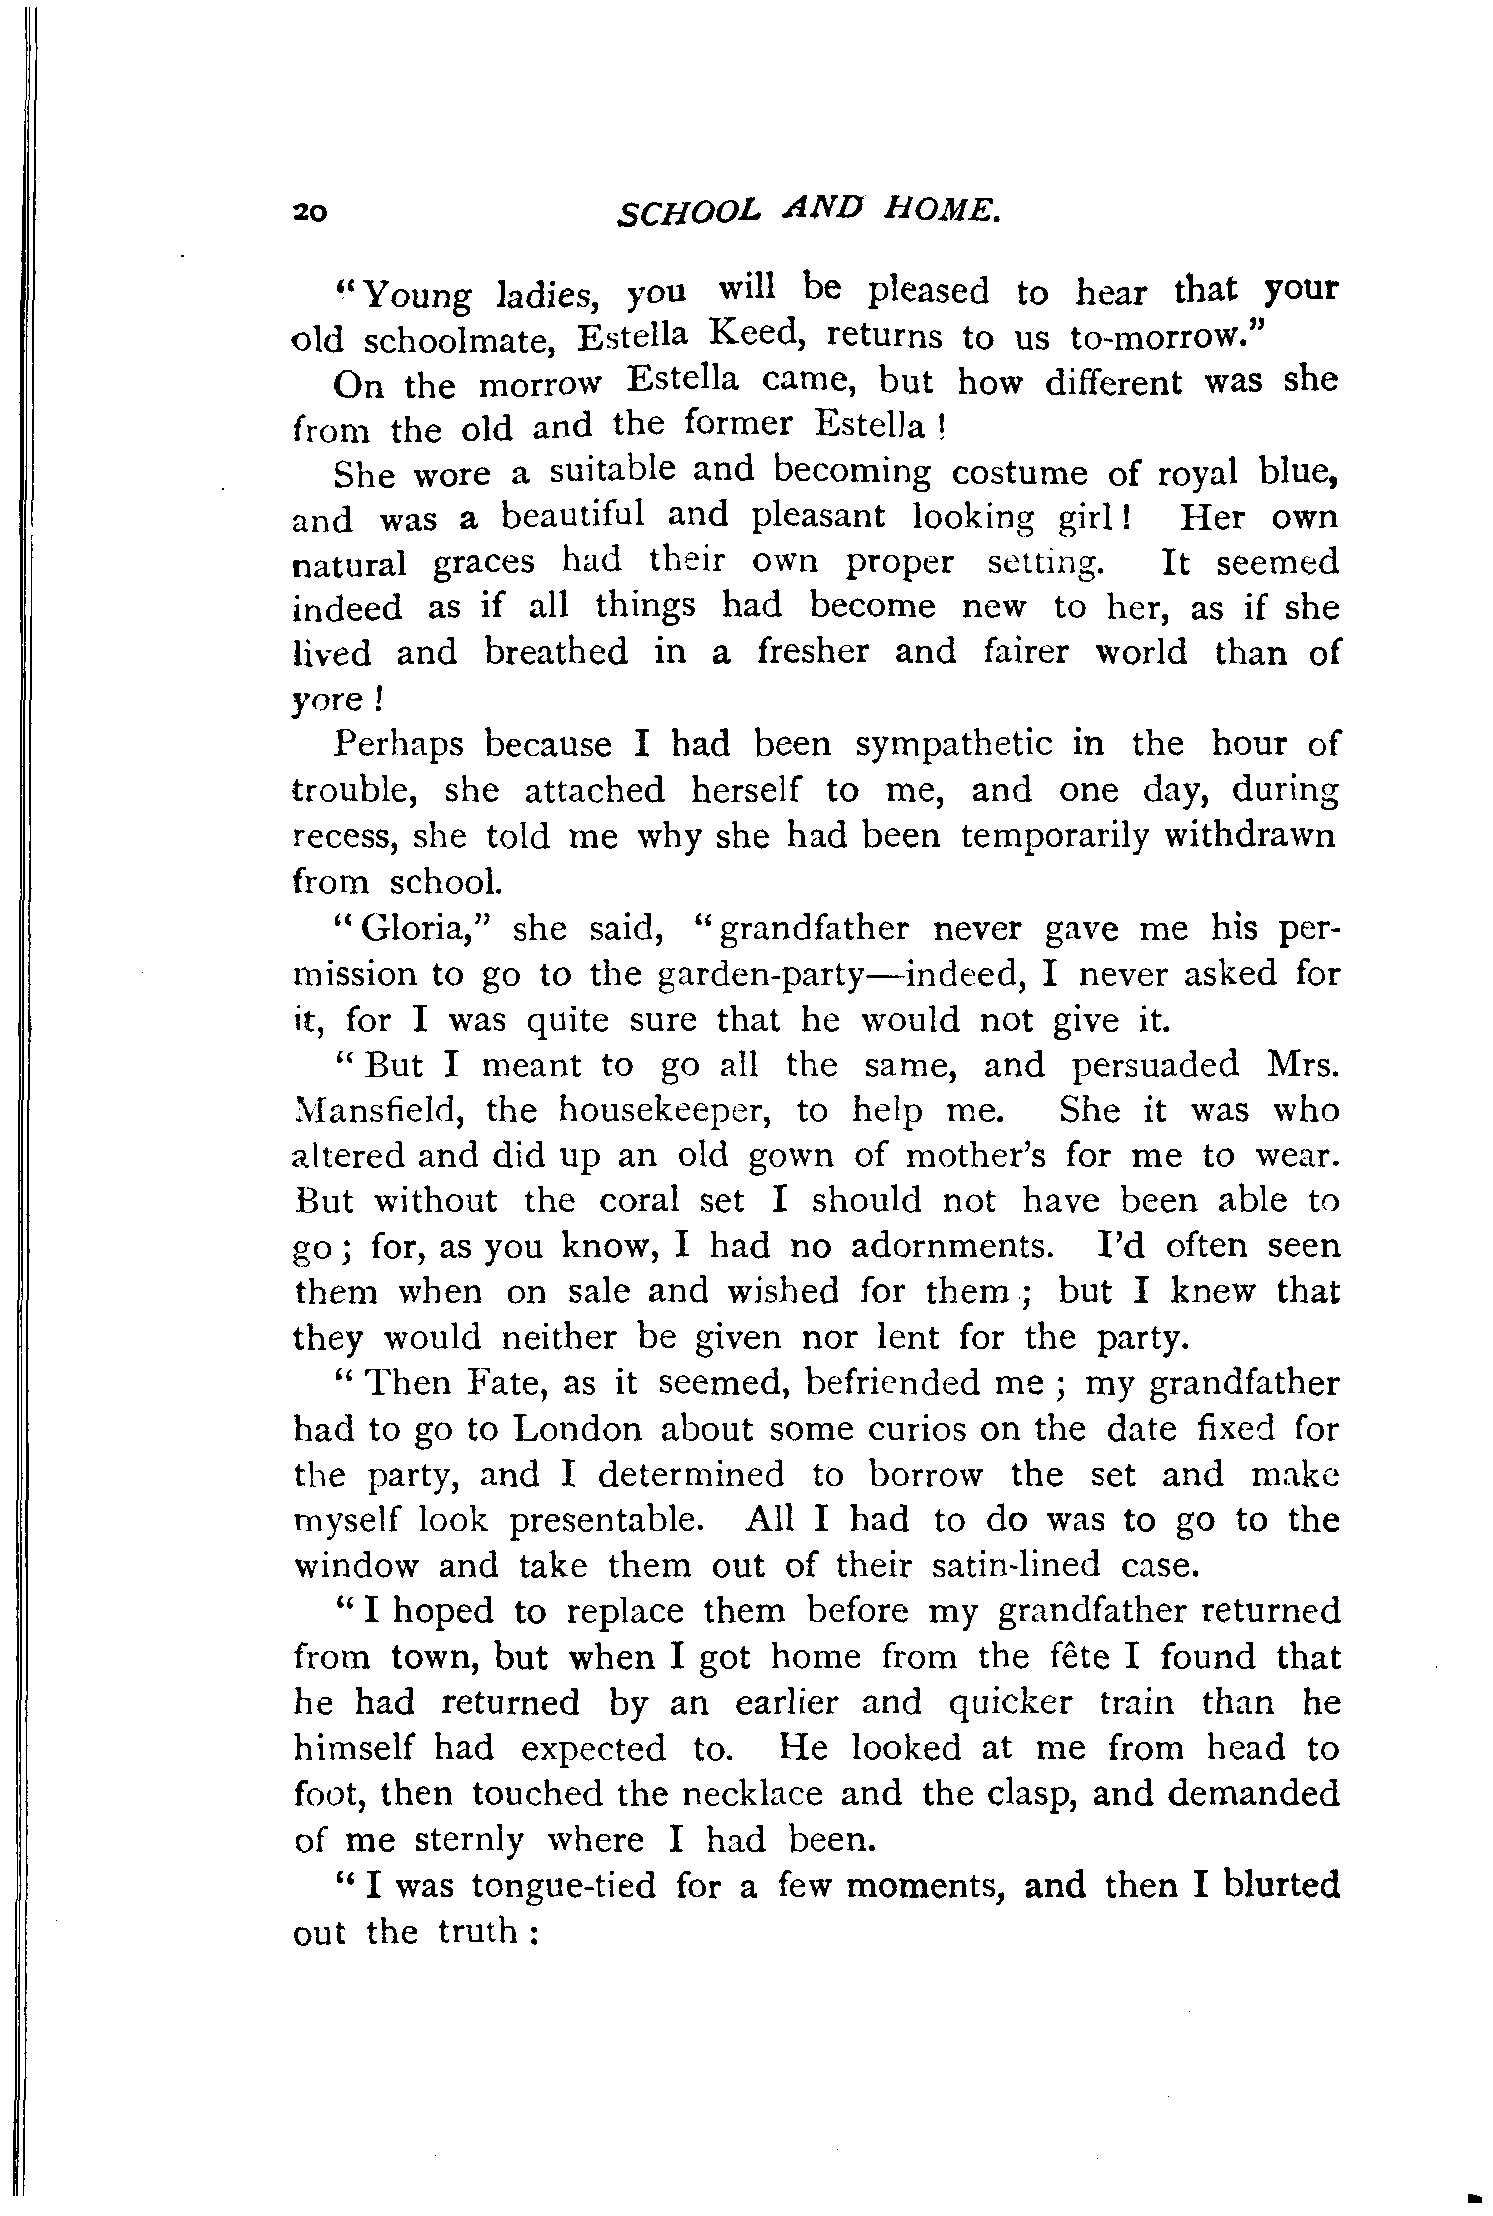 20 SCHOOL AND HOME.
“Young ladies, you will be pleased to hear that your
old schoolmate, Estella Keed, returns to us to-morrow.”
On the morrow Estella came, but how different was she
from the old and the former Estella !
She wore a suitable and becoming costume of royal blue,
and was a beautiful and pleasant looking girl! Her own
natural graces had their own proper setting. It seemed
indeed as if all things had become new to her, as if she
lived and breathed in a fresher and fairer world than of
yore !
Perhaps because I had been sympathetic in the hour of
trouble, she attached herself to me, and one day, during
recess, she told me why she had been temporarily withdrawn
from school.
“Gloria,” she said, “grandfather never gave me his per-
mission to go to the garden-party—indeed, I never asked for
it, for I was quite sure that he would not give it.
“But I meant to go all the same, and persuaded Mrs.
Mansfield, the housekeeper, to help me. She it was who
altered and did up an old gown of mother's for me to wear.
But without the coral set I should not have been able to
go ; for, as you know, I had no adornments. I'd often seen
them when on sale and wished for them ; but I knew that
they would neither be given nor lent for the party.
“Then Fate, as it seemed, befriended me ; my grandfather
had to go to London about some curios on the date fixed for
the party, and I determined to borrow the set and make
myself look presentable. All I had to do was to go to the
window and take them out of their satin-lined case.
“I hoped to replace them before my grandfather returned
from town, but when I got home from the fête I found that
he had returned by an earlier and quicker train than he
himself had expected to. He looked at me from head to
foot, then touched the necklace and the clasp, and demanded
of me sternly where I had been.
“I was tongue-tied for a few moments, and then I blurted
out the truth :